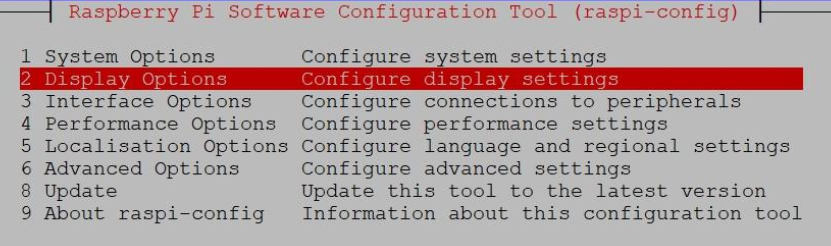 Raspberry Pi Software Configuration Tool (raspi-config)
1 System Options Configure system settings
2 Display Options Configure display settings
3 Interface Options Configure connections to peripherals
4 Performance Options Configure performance settings
5 Localisation Options Configure language and regional settings
6 Advanced Options Configure advanced settings
8 Update Update this tool to the latest version
9 About raspi-config Information about this configuration tool